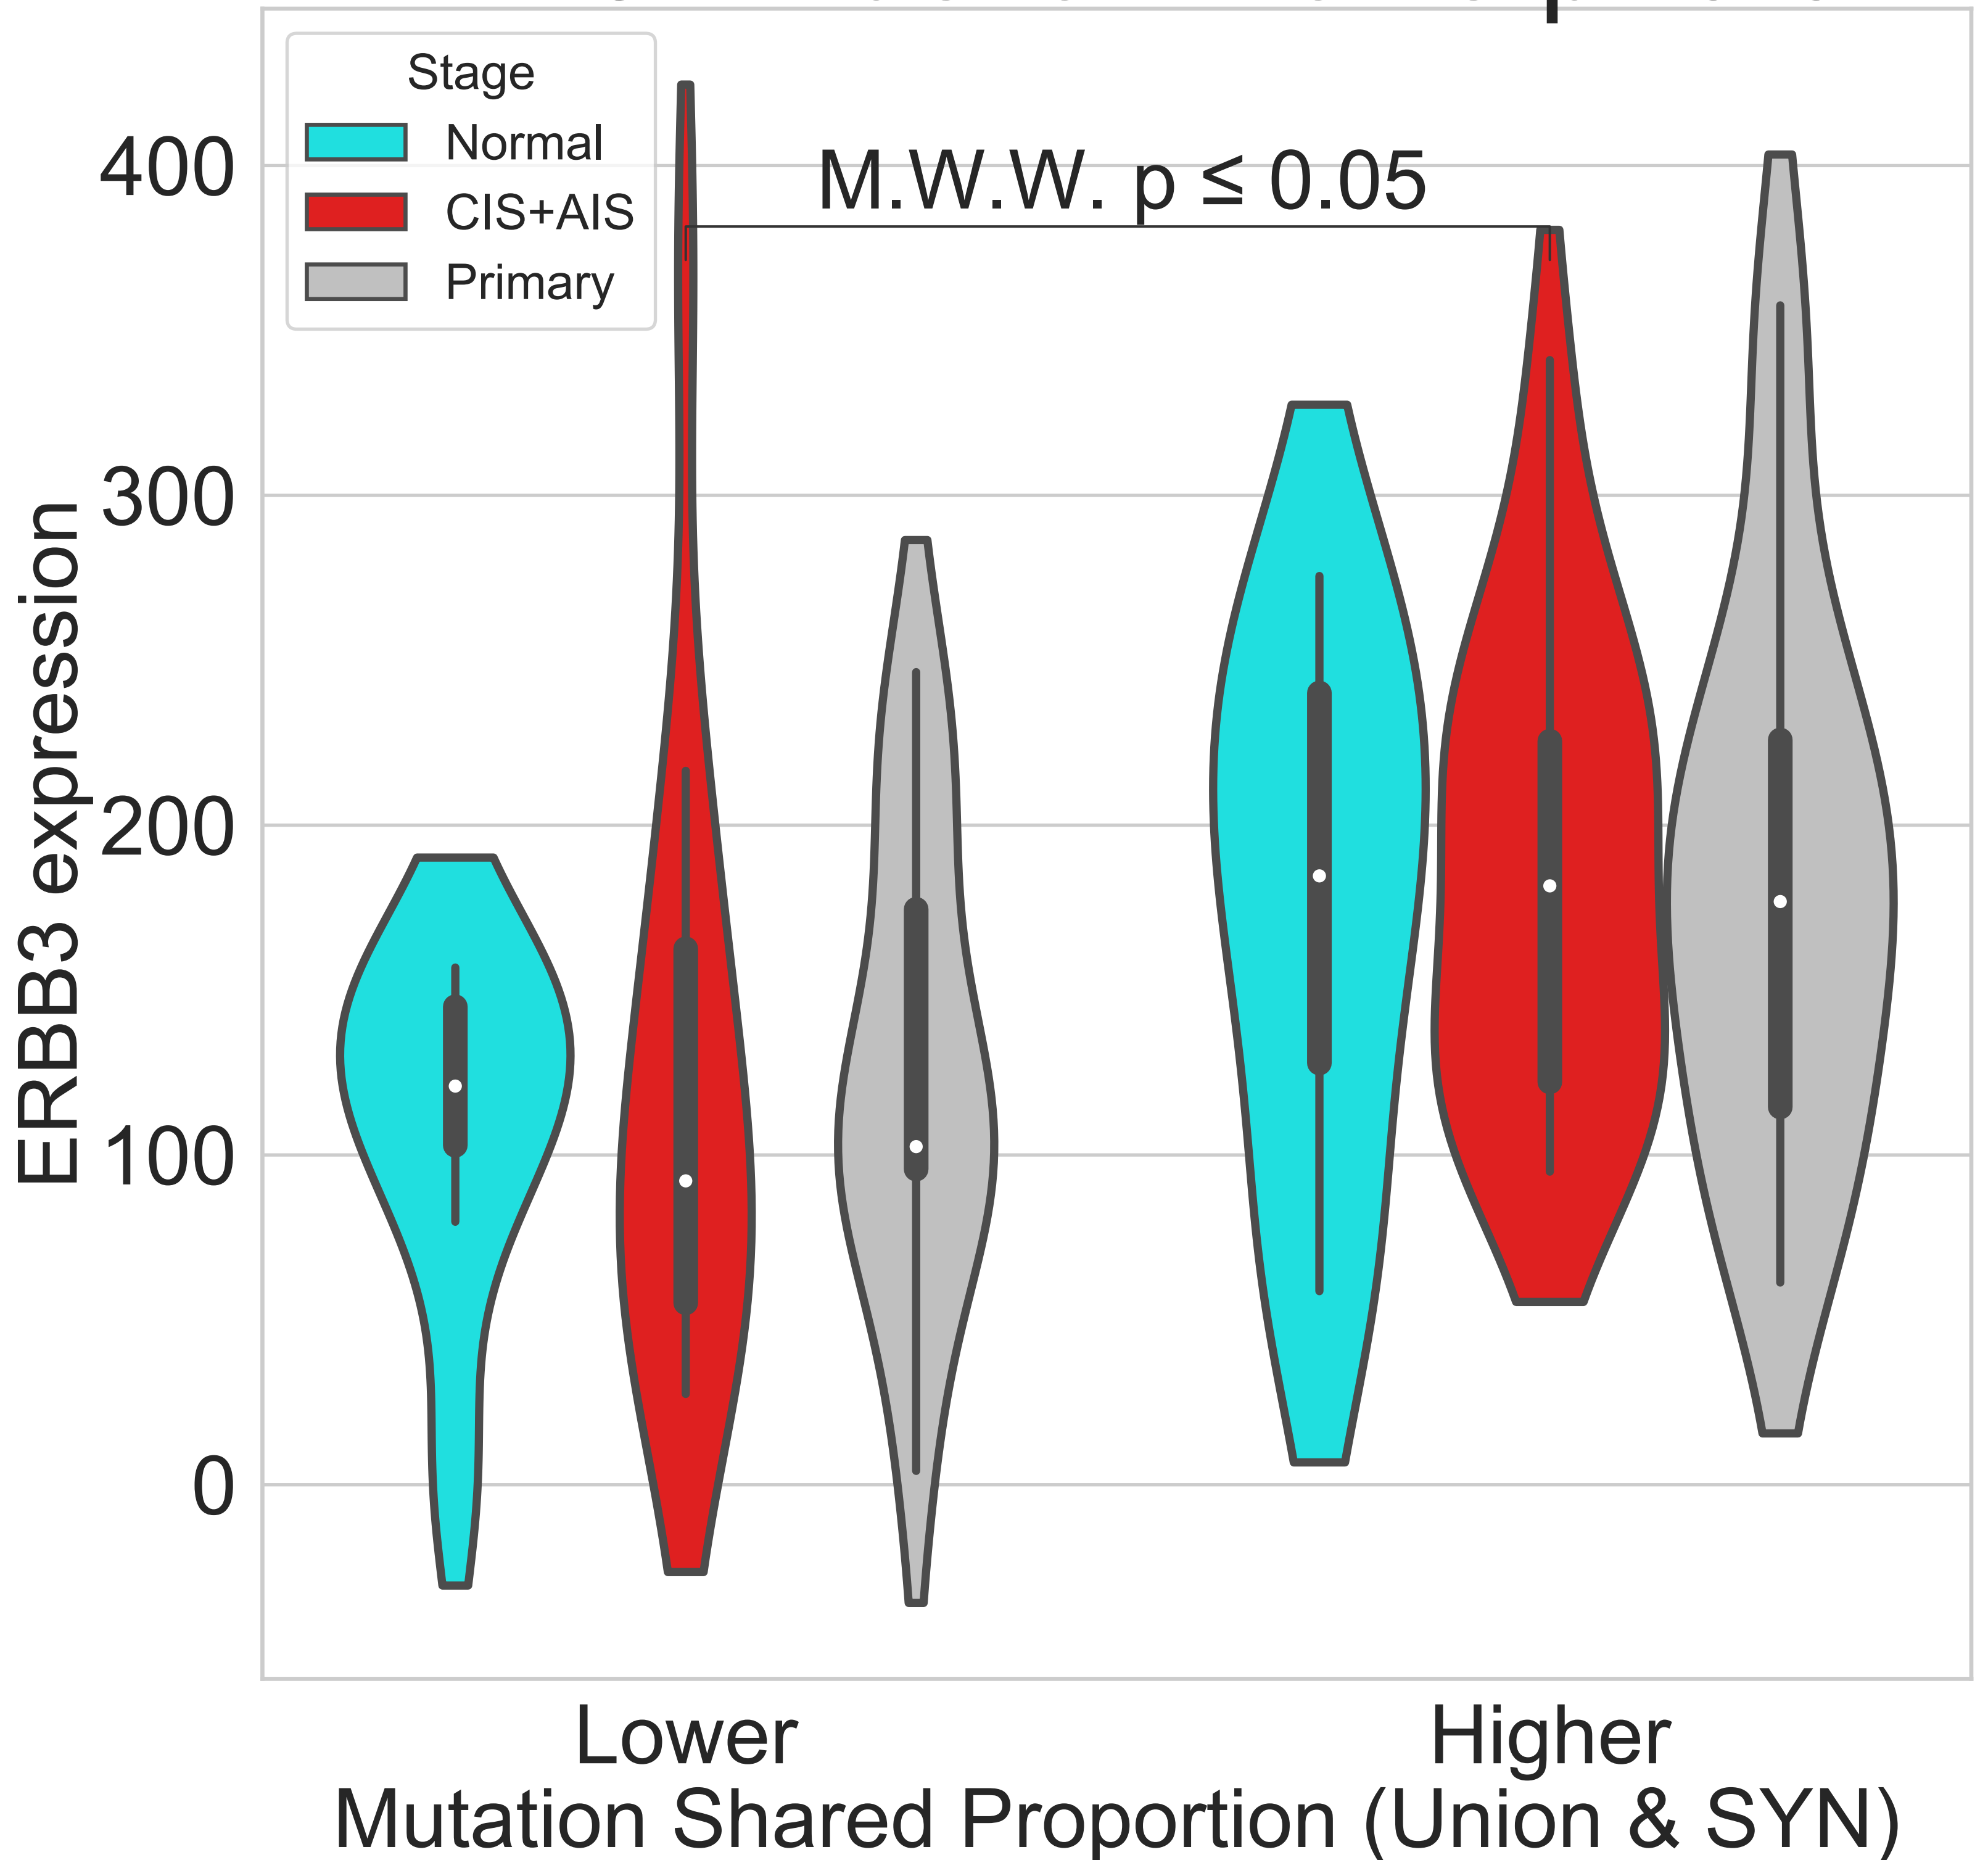 Stage
Normal
CIS+AIS
Primary
M.W.W. p ≤ 0.05
400
300
200
100
0
ERBB3 expression
Lower
Higher
Mutation Shared Proportion (Union & SYN)